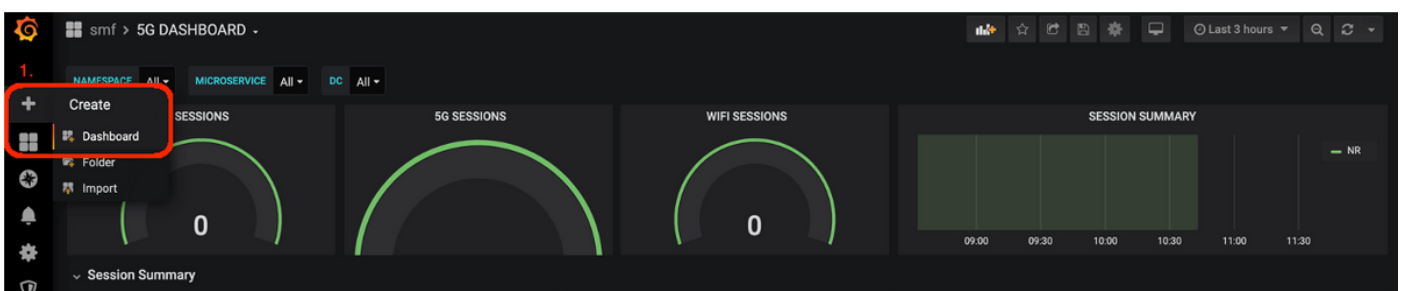 smf > 5G DASHBOARD
Last 3 hours
1.
NAMESPACE All MICROSERVICE All DC All
Create
Dashboard
Folder
Import
SESSIONS
0
5G SESSIONS
WIFI SESSIONS
0
SESSION SUMMARY
NR
09:00 09:30 10:00 10:30 11:00 11:30
Session Summary